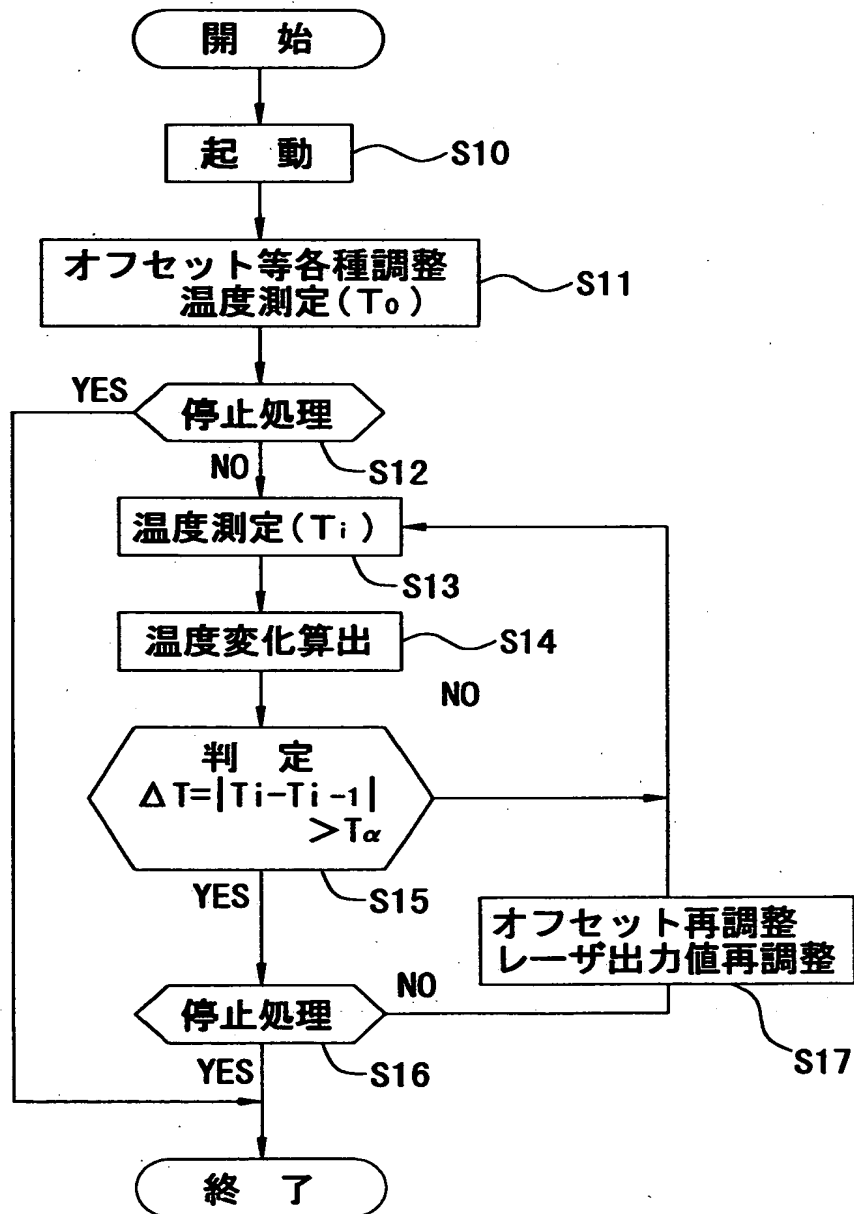 開 始
起 動
S10
オフセット等各種調整
温度測定(T0)
S11
YES
停止処理
NO
S12
温度測定(Ti)
S13
温度変化算出
S14
NO
判 定
ΔT=|Ti-Ti-1|
>Tα
YES
S15
オフセット再調整
レーザ出力値再調整
S17
停止処理
NO
YES
S16
終 了